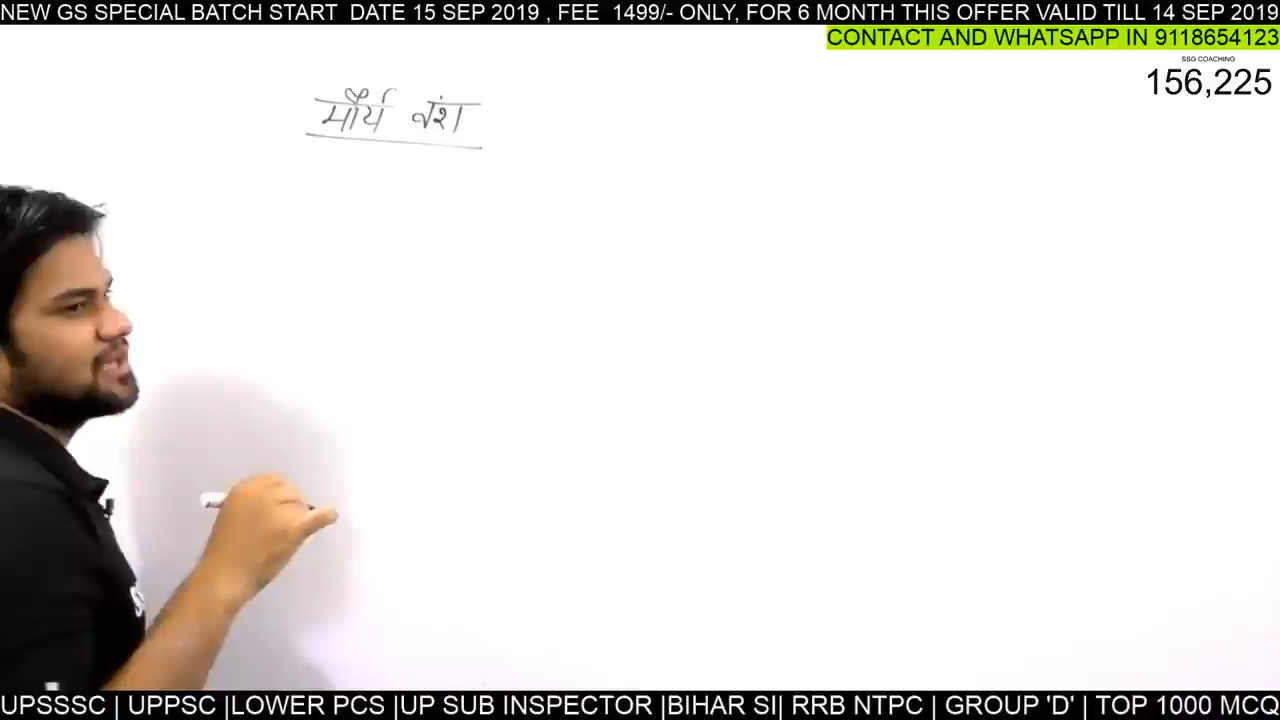 NEW GS SPECIAL BATCH START DATE 15 SEP 2019 , FEE 1499/- ONLY, FOR 6 MONTH THIS OFFER VALID TILL 14 SEP 2019
CONTACT AND WHATSAPP IN 9118654123
SSG COACHING
156,225
मौर्य वंश
UPSSSC | UPPSC |LOWER PCS |UP SUB INSPECTOR |BIHAR SI| RRB NTPC | GROUP 'D' | TOP 1000 MCQ